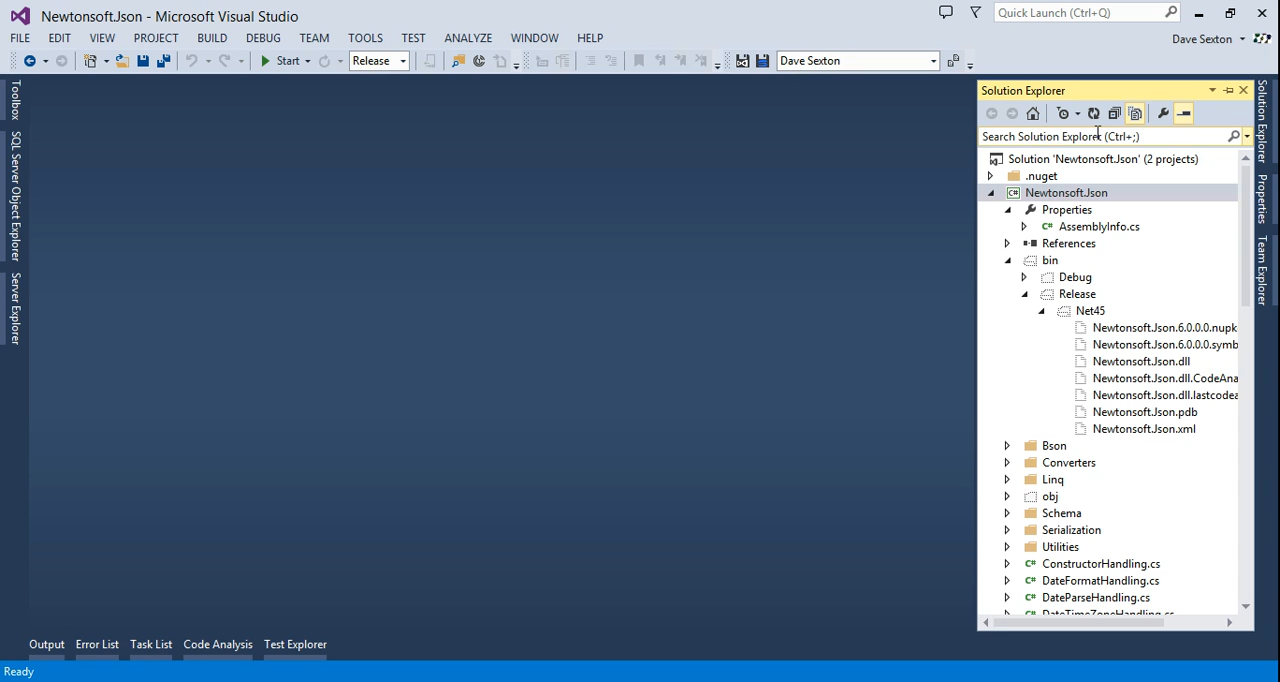 Newtonsoft.Json - Microsoft Visual Studio
Quick Launch (Ctrl+Q)
FILE EDIT VIEW PROJECT BUILD DEBUG TEAM TOOLS TEST ANALYZE WINDOW HELP
Dave Sexton
Start
Release
Dave Sexton
Toolbox
SQL Server Object Explorer
Server Explorer
Solution Explorer
Search Solution Explorer (Ctrl+;)
Solution 'Newtonsoft.Json' (2 projects)
.nuget
C# Newtonsoft.Json
Properties
C# AssemblyInfo.cs
References
bin
Debug
Release
Net45
Newtonsoft.Json.6.0.0.0.nupk
Newtonsoft.Json.6.0.0.0.symb
Newtonsoft.Json.dll
Newtonsoft.Json.dll.CodeAna
Newtonsoft.Json.dll.lastcodea
Newtonsoft.Json.pdb
Newtonsoft.Json.xml
Bson
Converters
Linq
obj
Schema
Serialization
Utilities
C# ConstructorHandling.cs
C# DateFormatHandling.cs
C# DateParseHandling.cs
C# DateTimeZoneHandling.cs
Solution Explorer
Properties
Team Explorer
Output Error List Task List Code Analysis Test Explorer
Ready